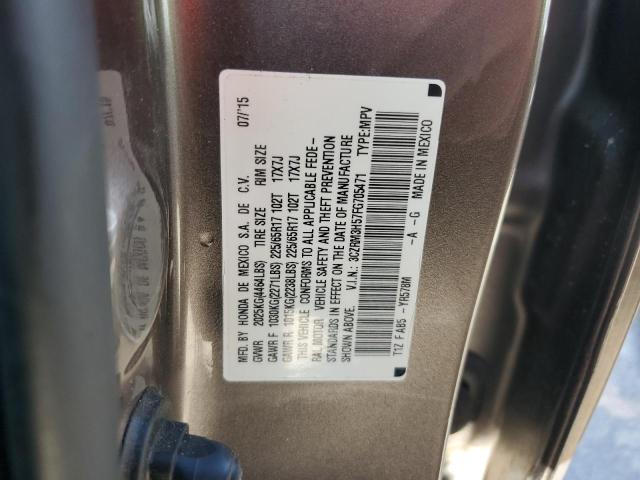 MFD. BY HONDA DE MEXICO S.A. DE C.V. 07/'15
GVWR 2025KG(4464LBS) TIRE SIZE RIM SIZE
GAWR F 1030KG(2271LBS) 225/65R17 102T 17X7J
GAWR R 1015KG(2238LBS) 225/65R17 102T 17X7J
THIS VEHICLE CONFORMS TO ALL APPLICABLE FEDE-
RAL MOTOR VEHICLE SAFETY AND THEFT PREVENTION
STANDARDS IN EFFECT ON THE DATE OF MANUFACTURE
SHOWN ABOVE. V.I.N.: 3CZRM3H57FG705471 TYPE:MPV
T1Z FAB5 -YR578M -A -G MADE IN MEXICO